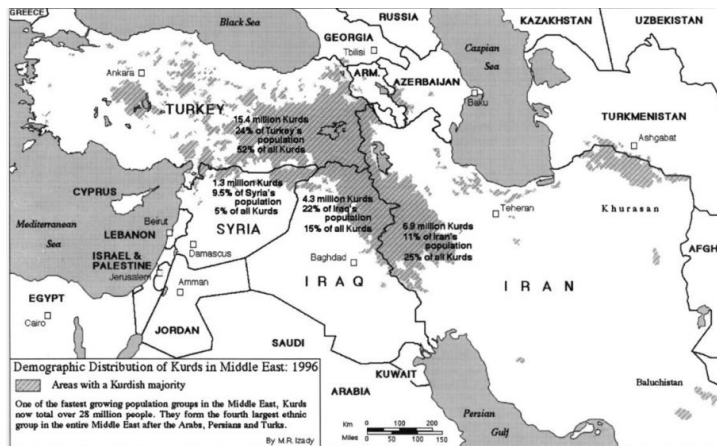 GREECE
Black Sea
RUSSIA
KAZAKHSTAN
UZBEKISTAN
GEORGIA
Tbilisi
Caspian
Sea
Ankara
ARM.
AZERBAIJAN
Baku
TURKEY
TURKMENISTAN
Ashgabat
15.4 million Kurds
24% of Turkey's
population
52% of all Kurds
1.3 million Kurds
9.5% of Syria's
population
5% of all Kurds
4.3 million Kurds
22% of Iraq's
population
15% of all Kurds
6.9 million Kurds
11% of Iran's
population
25% of all Kurds
CYPRUS
Mediterranean
Sea
Beirut
LEBANON
SYRIA
Damascus
ISRAEL &
PALESTINE
Jerusalem
Amman
Baghdad
IRAQ
Teheran
Khurasan
IRAN
AFGH
EGYPT
Cairo
JORDAN
SAUDI
ARABIA
KUWAIT
Persian
Gulf
Baluchistan
Km 0 100 200
Miles 0 50 100 150
Demographic Distribution of Kurds in Middle East: 1996
Areas with a Kurdish majority
One of the fastest growing population groups in the Middle East, Kurds
now total over 28 million people. They form the fourth largest ethnic
group in the entire Middle East after the Arabs, Persians and Turks.
By M.R. Izady